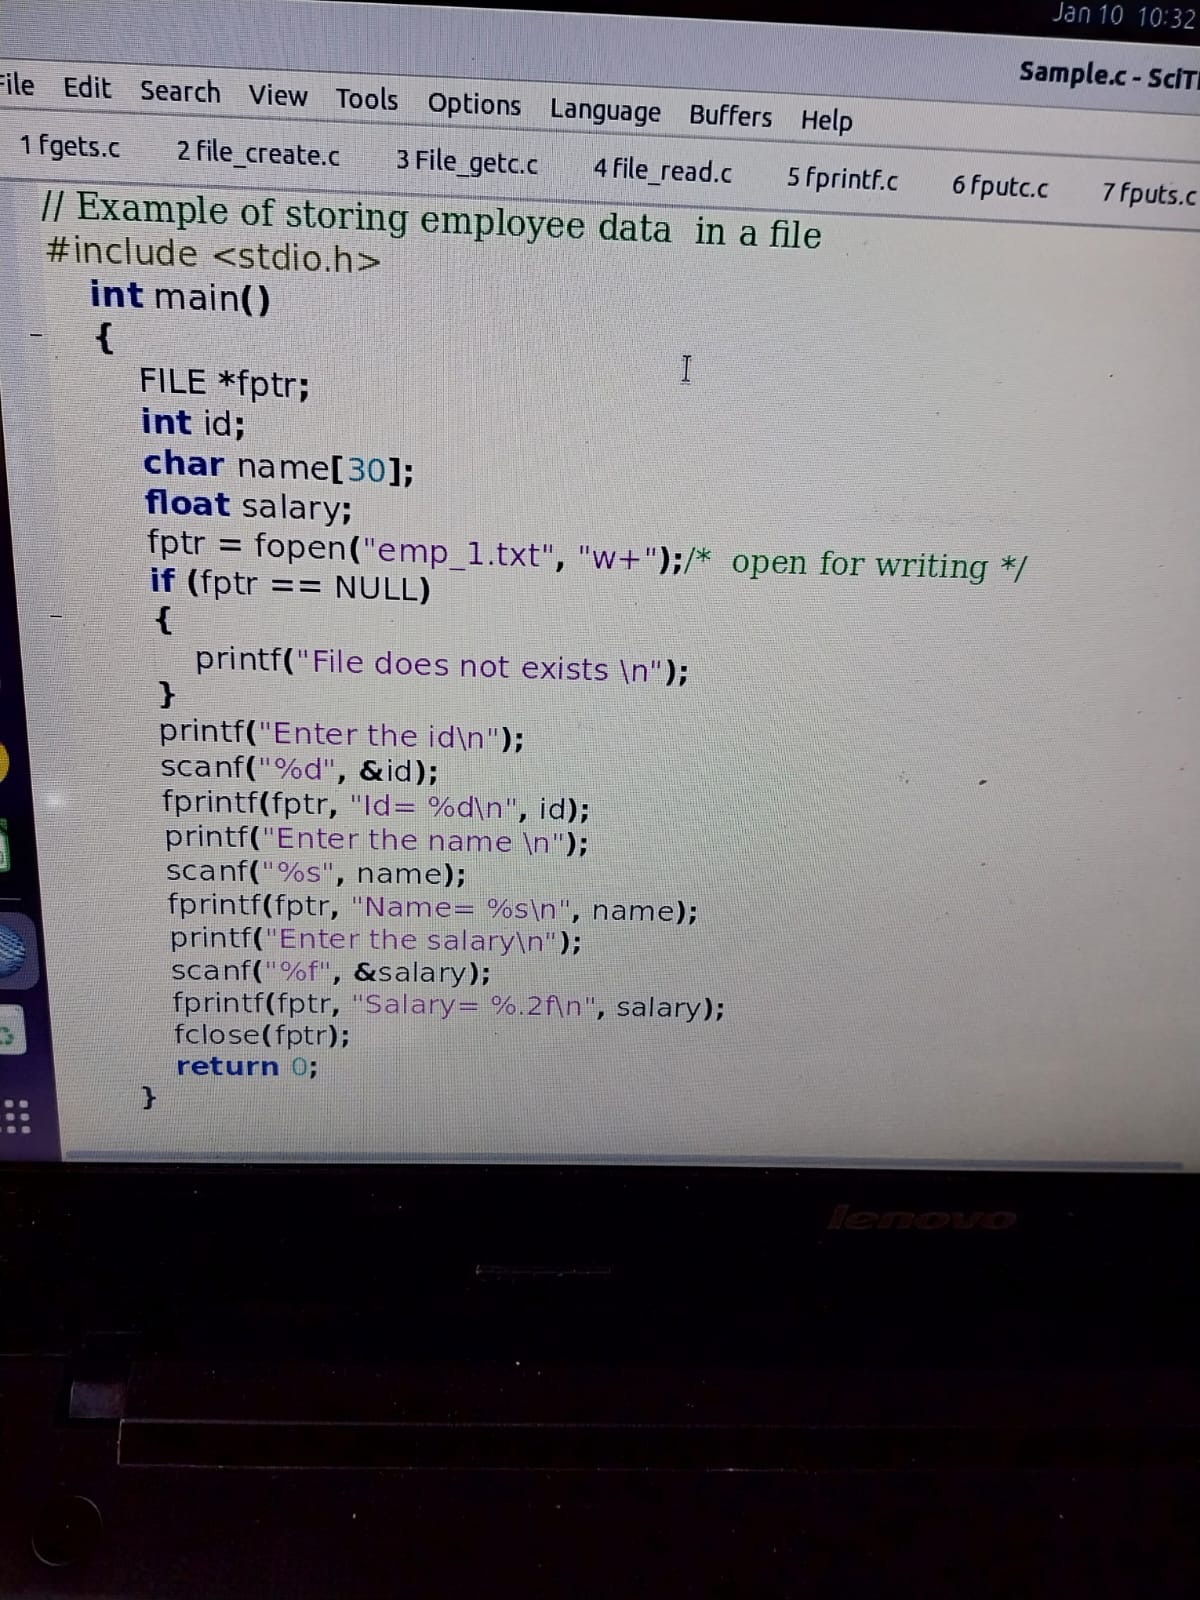 Jan 10 10:32
Sample.c - SciT
File Edit Search View Tools Options Language Buffers Help
1 fgets.c 2 file_create.c 3 File_getc.c 4 file_read.c 5 fprintf.c 6 fputc.c 7 fputs.c
// Example of storing employee data  in a file
#include <stdio.h>
int main()
{
FILE *fptr;
int id;
char name[30];
float salary;
fptr = fopen("emp_1.txt", "w+");/*  open for writing */
if (fptr == NULL)
{
printf("File does not exists \n");
}
printf("Enter the id\n");
scanf("%d", &id);
fprintf(fptr, "Id= %d\n", id);
printf("Enter the name \n");
scanf("%s", name);
fprintf(fptr, "Name= %s\n", name);
printf("Enter the salary\n");
scanf("%f", &salary);
fprintf(fptr, "Salary= %.2f\n", salary);
fclose(fptr);
return 0;
}
lenovo